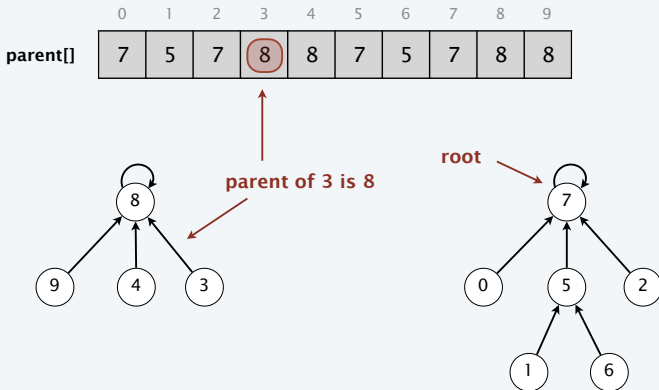 0 1 2 3 4 5 6 7 8 9
parent[] 7 5 7 8 8 7 5 7 8 8
root
parent of 3 is 8
8 7
9 4 3 0 5 2
1 6